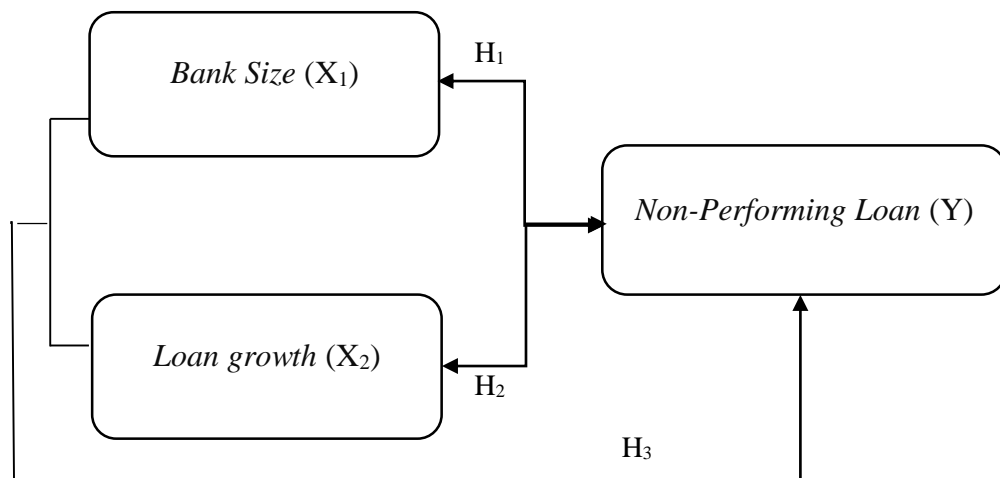 H₁
Bank Size (X₁)
Non-Performing Loan (Y)
Loan growth (X₂)
H₂
H₃